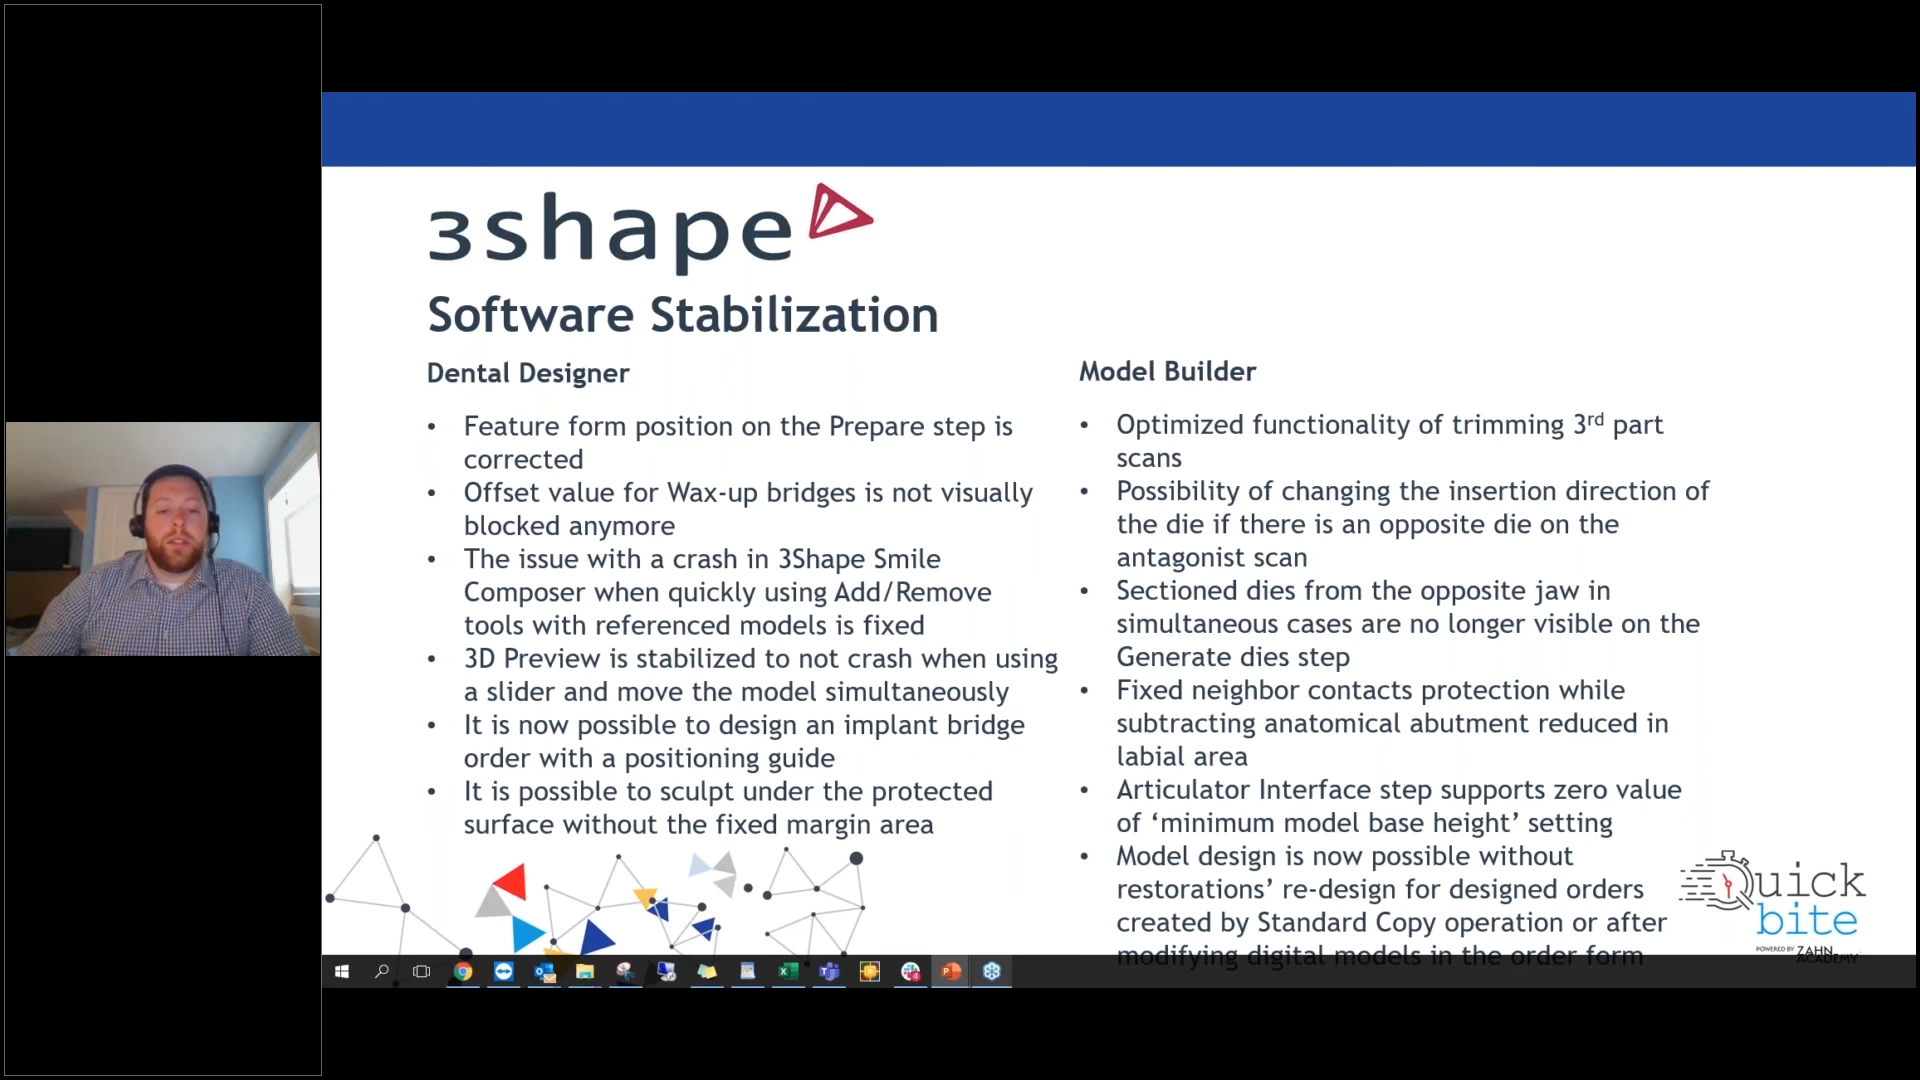 3shape
Software Stabilization
Dental Designer
• Feature form position on the Prepare step is
corrected
• Offset value for Wax-up bridges is not visually
blocked anymore
• The issue with a crash in 3Shape Smile
Composer when quickly using Add/Remove
tools with referenced models is fixed
• 3D Preview is stabilized to not crash when using
a slider and move the model simultaneously
• It is now possible to design an implant bridge
order with a positioning guide
• It is possible to sculpt under the protected
surface without the fixed margin area
Model Builder
• Optimized functionality of trimming 3rd part
scans
• Possibility of changing the insertion direction of
the die if there is an opposite die on the
antagonist scan
• Sectioned dies from the opposite jaw in
simultaneous cases are no longer visible on the
Generate dies step
• Fixed neighbor contacts protection while
subtracting anatomical abutment reduced in
labial area
• Articulator Interface step supports zero value
of ‘minimum model base height’ setting
• Model design is now possible without
restorations’ re-design for designed orders
created by Standard Copy operation or after
modifying digital models in the order form
Quick
bite
POWERED BY ZAHN
ACADEMY